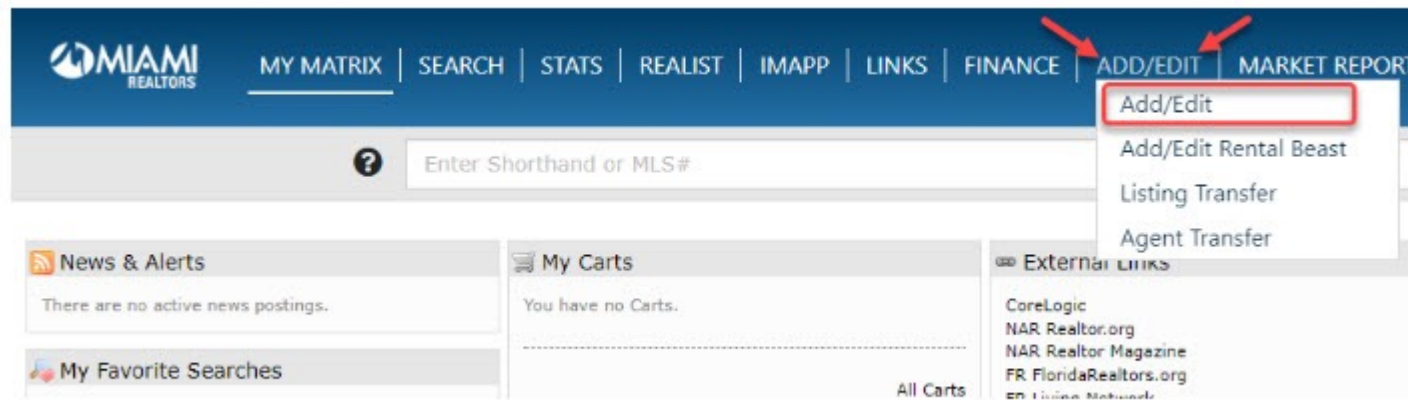 MIAMI
REALTORS
MY MATRIX | SEARCH | STATS | REALIST | IMAPP | LINKS | FINANCE | ADD/EDIT | MARKET REPORT
Add/Edit
Add/Edit Rental Beast
Listing Transfer
Agent Transfer
Enter Shorthand or MLS#
News & Alerts
There are no active news postings.
My Favorite Searches
My Carts
You have no Carts.
All Carts
External Links
CoreLogic
NAR Realtor.org
NAR Realtor Magazine
FR FloridaRealtors.org
FR Living Network